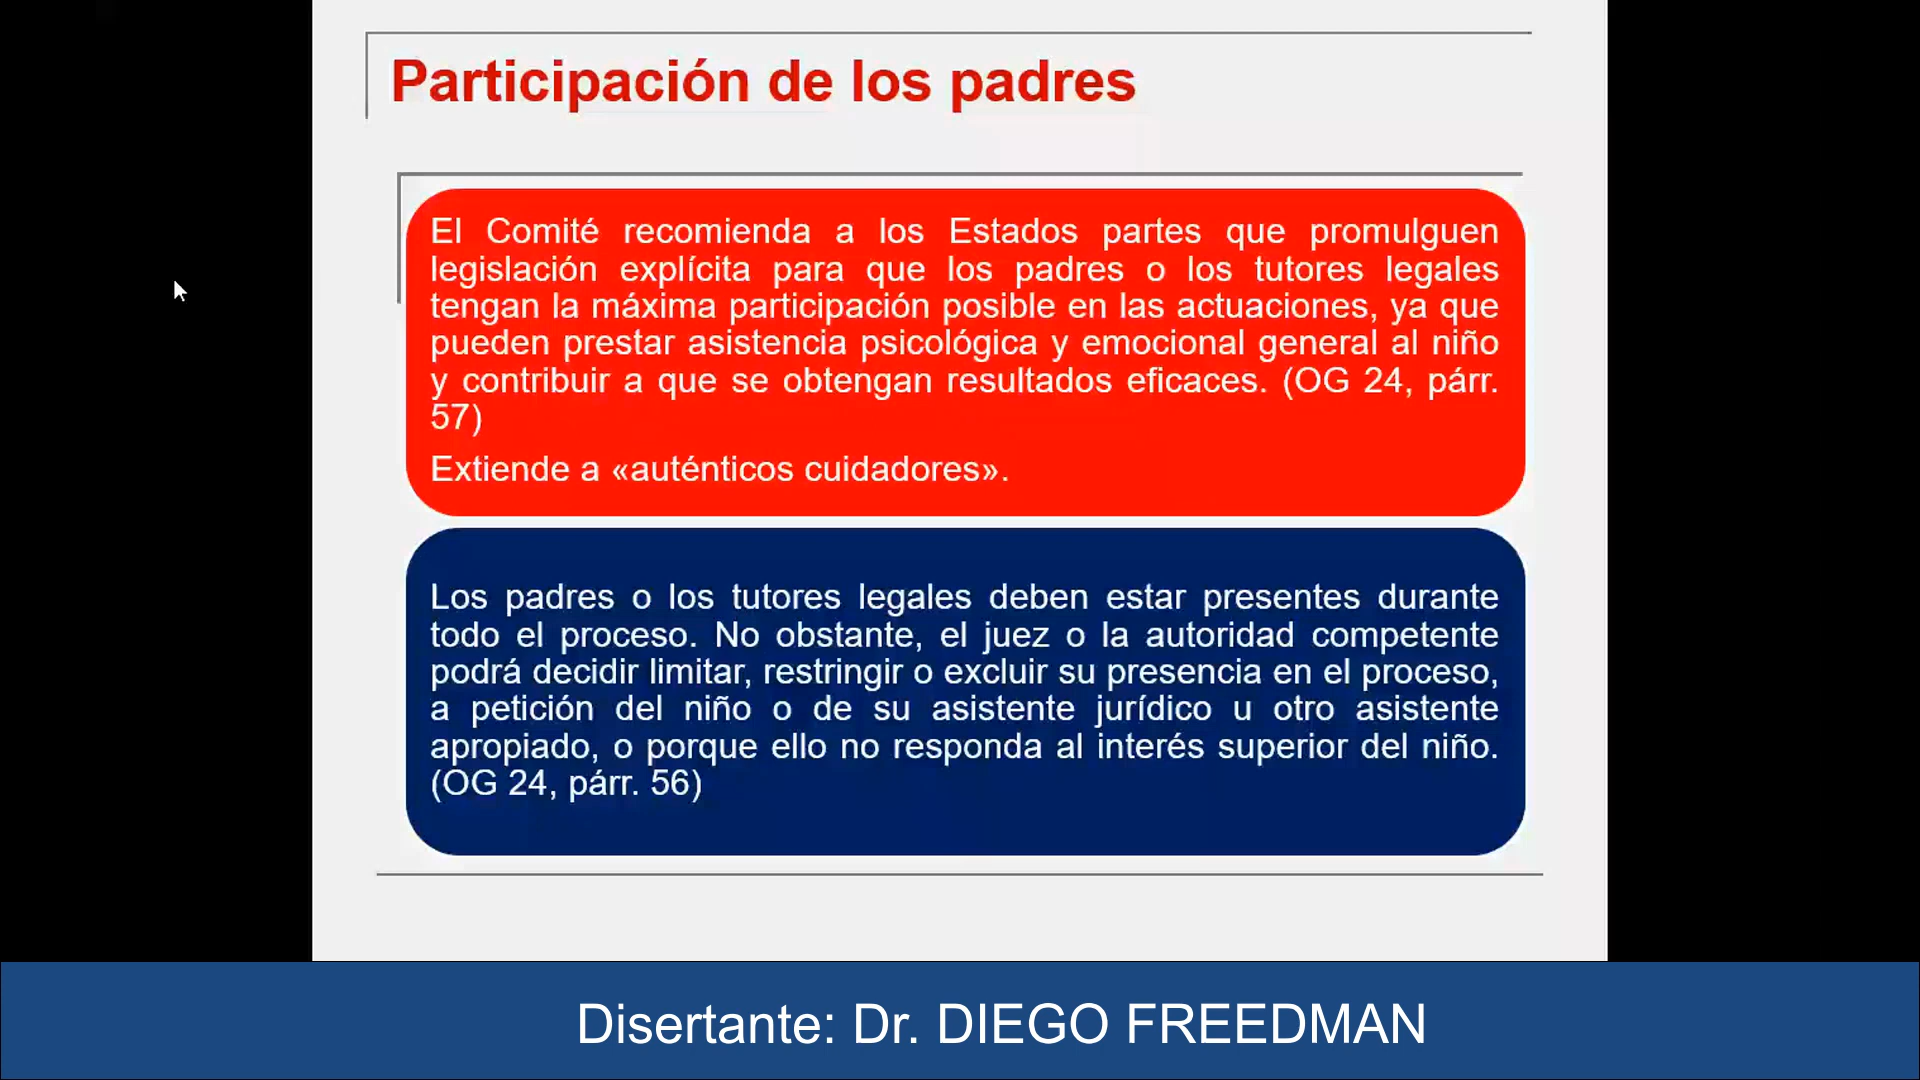 Participación de los padres
El Comité recomienda a los Estados partes que promulguen
legislación explícita para que los padres o los tutores legales
tengan la máxima participación posible en las actuaciones, ya que
pueden prestar asistencia psicológica y emocional general al niño
y contribuir a que se obtengan resultados eficaces. (OG 24, párr.
57)
Extiende a «auténticos cuidadores».
Los padres o los tutores legales deben estar presentes durante
todo el proceso. No obstante, el juez o la autoridad competente
podrá decidir limitar, restringir o excluir su presencia en el proceso,
a petición del niño o de su asistente jurídico u otro asistente
apropiado, o porque ello no responda al interés superior del niño.
(OG 24, párr. 56)
Disertante: Dr. DIEGO FREEDMAN